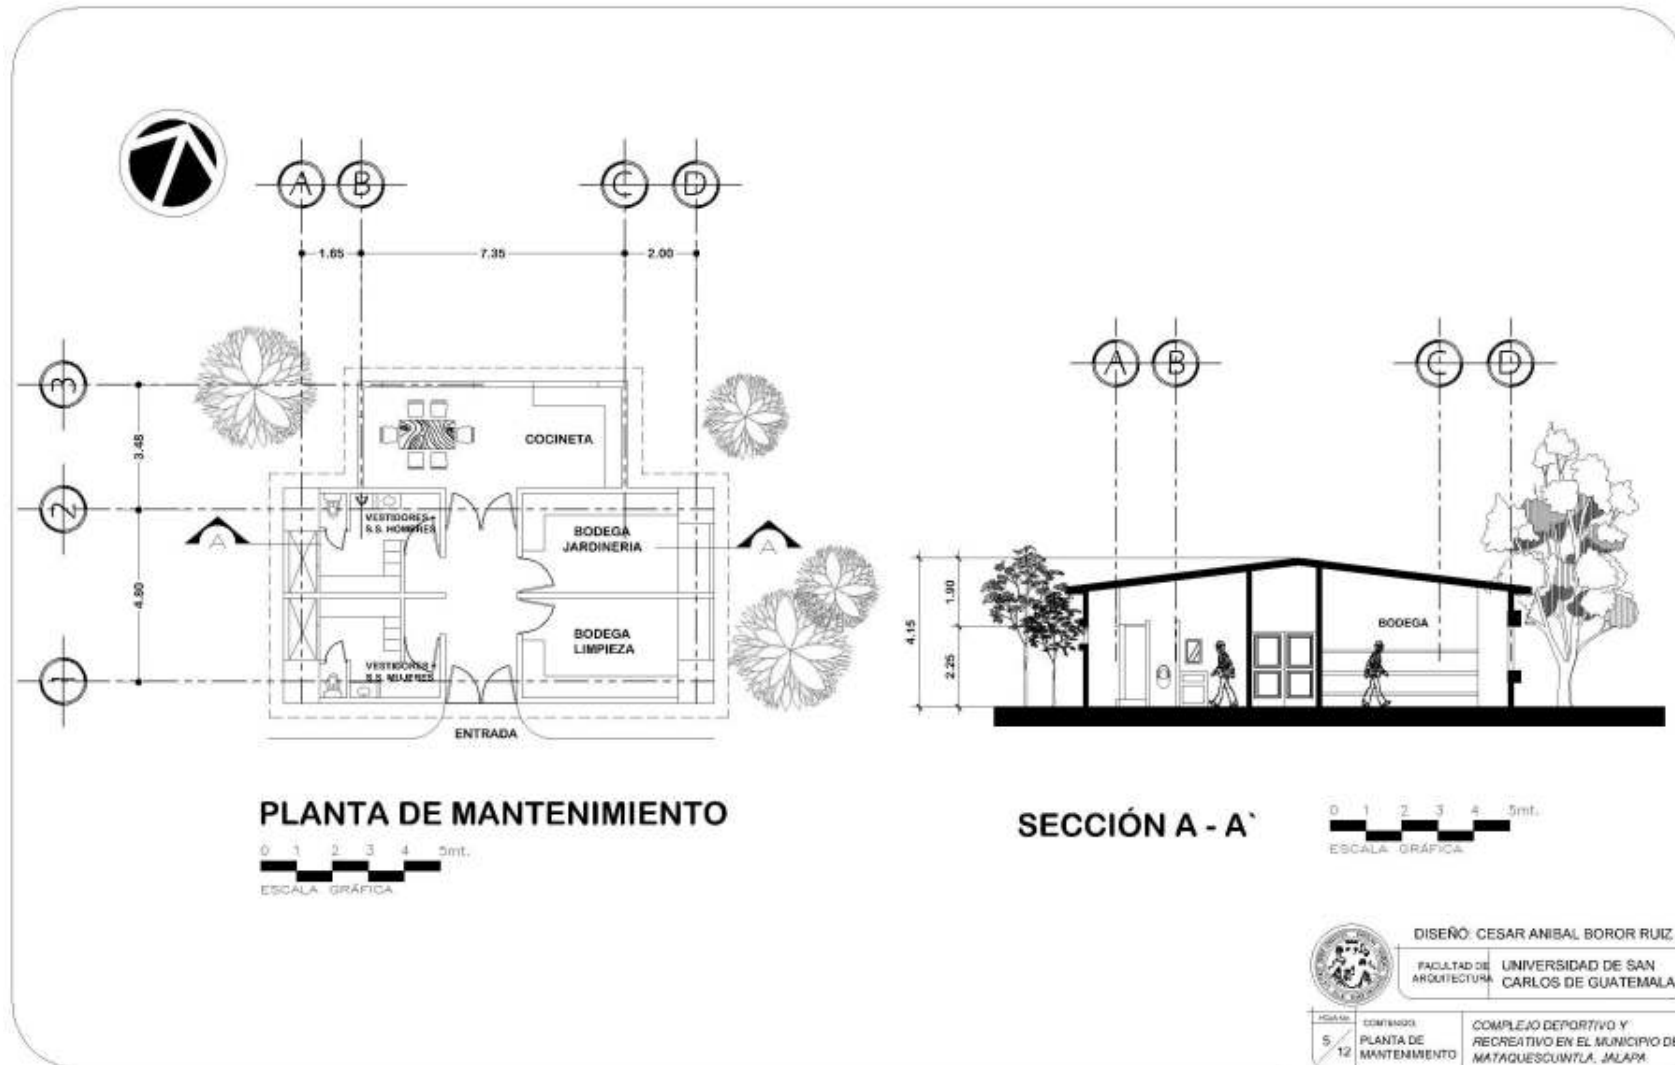 A B C D
1.65 7.35 2.00
A B C D
3
3.48
COCINETA
2
VESTIDORES +
S.S. HOMBRES
BODEGA
JARDINERIA
A
A
4.80
1.90
4.15
BODEGA
BODEGA
LIMPIEZA
2.25
VESTIDORES +
S.S. MUJERES
1
ENTRADA
PLANTA DE MANTENIMIENTO
0 1 2 3 4 5mt.
ESCALA GRÁFICA
SECCIÓN A - A`
0 1 2 3 4 5mt.
ESCALA GRÁFICA
DISEÑO: CESAR ANIBAL BOROR RUIZ
FACULTAD DE
ARQUITECTURA
UNIVERSIDAD DE SAN
CARLOS DE GUATEMALA
HOJA No.
5/12
CONTENIDO:
PLANTA DE
MANTENIMIENTO
COMPLEJO DEPORTIVO Y
RECREATIVO EN EL MUNICIPIO DE
MATAQUESCUINTLA, JALAPA